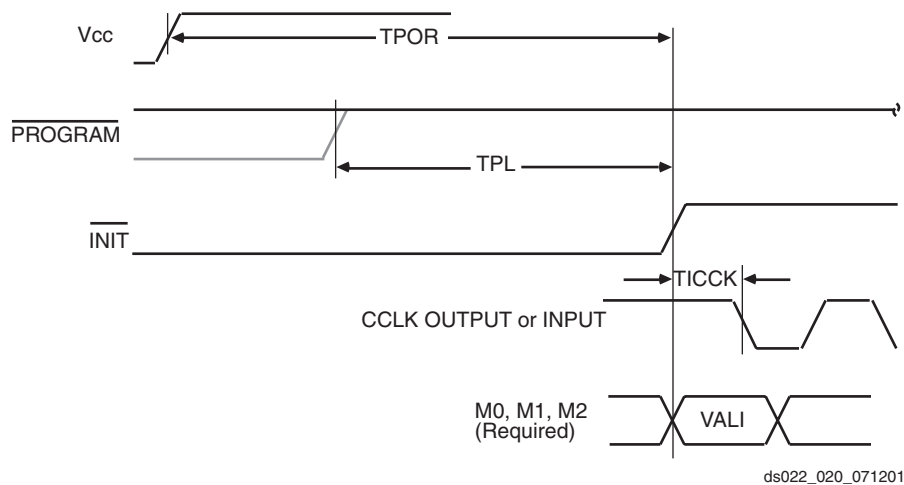 Vcc
TPOR
PROGRAM
TPL
INIT
TICCK
CCLK OUTPUT or INPUT
M0, M1, M2
(Required)
VALI
ds022_020_071201